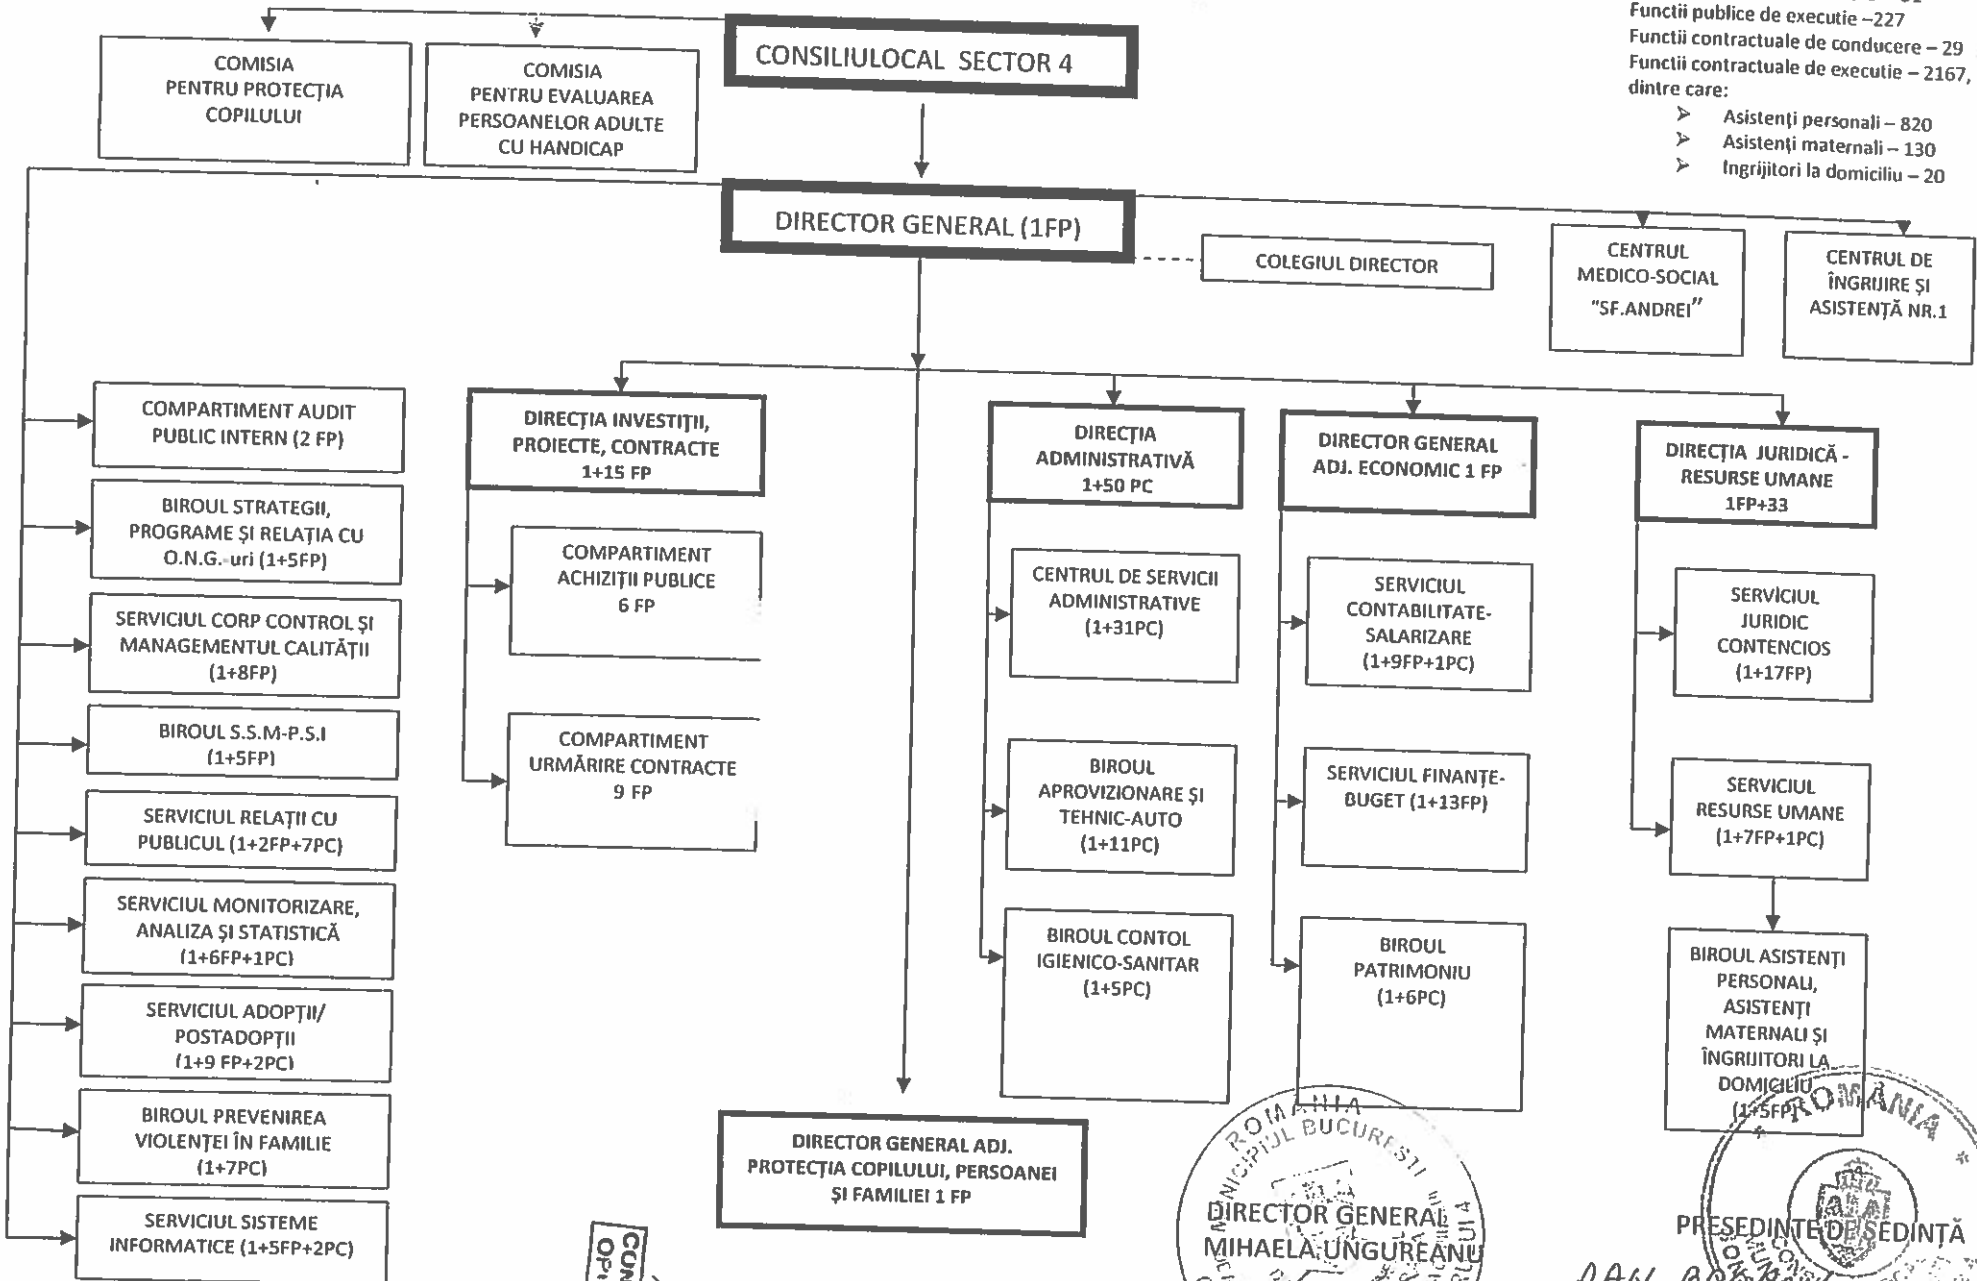 Functii publice de executie –227
Functii contractuale de conducere – 29
Functii contractuale de executie – 2167,
dintre care:
➢ Asistenți personali – 820
➢ Asistenți maternali – 130
➢ Ingrijitori la domiciliu – 20
COMISIA
PENTRU PROTECȚIA
COPILULUI
COMISIA
PENTRU EVALUAREA
PERSOANELOR ADULTE
CU HANDICAP
CONSILIULOCAL SECTOR 4
DIRECTOR GENERAL (1FP)
COLEGIUL DIRECTOR
CENTRUL
MEDICO-SOCIAL
"SF.ANDREI"
CENTRUL DE
ÎNGRIJIRE ȘI
ASISTENȚĂ NR.1
COMPARTIMENT AUDIT
PUBLIC INTERN (2 FP)
BIROUL STRATEGII,
PROGRAME ȘI RELAȚIA CU
O.N.G.-uri (1+5FP)
SERVICIUL CORP CONTROL ȘI
MANAGEMENTUL CALITĂȚII
(1+8FP)
BIROUL S.S.M-P.S.I
(1+5FP)
SERVICIUL RELAȚII CU
PUBLICUL (1+2FP+7PC)
SERVICIUL MONITORIZARE,
ANALIZA ȘI STATISTICĂ
(1+6FP+1PC)
SERVICIUL ADOPȚII/
POSTADOPȚII
(1+9 FP+2PC)
BIROUL PREVENIREA
VIOLENȚEI ÎN FAMILIE
(1+7PC)
SERVICIUL SISTEME
INFORMATICE (1+5FP+2PC)
DIRECȚIA INVESTIȚII,
PROIECTE, CONTRACTE
1+15 FP
COMPARTIMENT
ACHIZIȚII PUBLICE
6 FP
COMPARTIMENT
URMĂRIRE CONTRACTE
9 FP
DIRECȚIA
ADMINISTRATIVĂ
1+50 PC
CENTRUL DE SERVICII
ADMINISTRATIVE
(1+31PC)
BIROUL
APROVIZIONARE ȘI
TEHNIC-AUTO
(1+11PC)
BIROUL CONTOL
IGIENICO-SANITAR
(1+5PC)
DIRECTOR GENERAL
ADJ. ECONOMIC 1 FP
SERVICIUL
CONTABILITATE-
SALARIZARE
(1+9FP+1PC)
SERVICIUL FINANȚE-
BUGET (1+13FP)
BIROUL
PATRIMONIU
(1+6PC)
DIRECȚIA JURIDICĂ -
RESURSE UMANE
1FP+33
SERVICIUL
JURIDIC
CONTENCIOS
(1+17FP)
SERVICIUL
RESURSE UMANE
(1+7FP+1PC)
BIROUL ASISTENȚI
PERSONALI,
ASISTENȚI
MATERNALI ȘI
ÎNGRIJITORI LA
DOMICILIU
(1+5FP)
DIRECTOR GENERAL ADJ.
PROTECȚIA COPILULUI, PERSOANEI
ȘI FAMILIEI 1 FP
ROMANIA
MUNICIPIUL BUCUREȘTI
DIRECTOR GENERAL
MIHAELA UNGUREANU
ROMÂNIA
PREȘEDINTE DE ȘEDINȚĂ